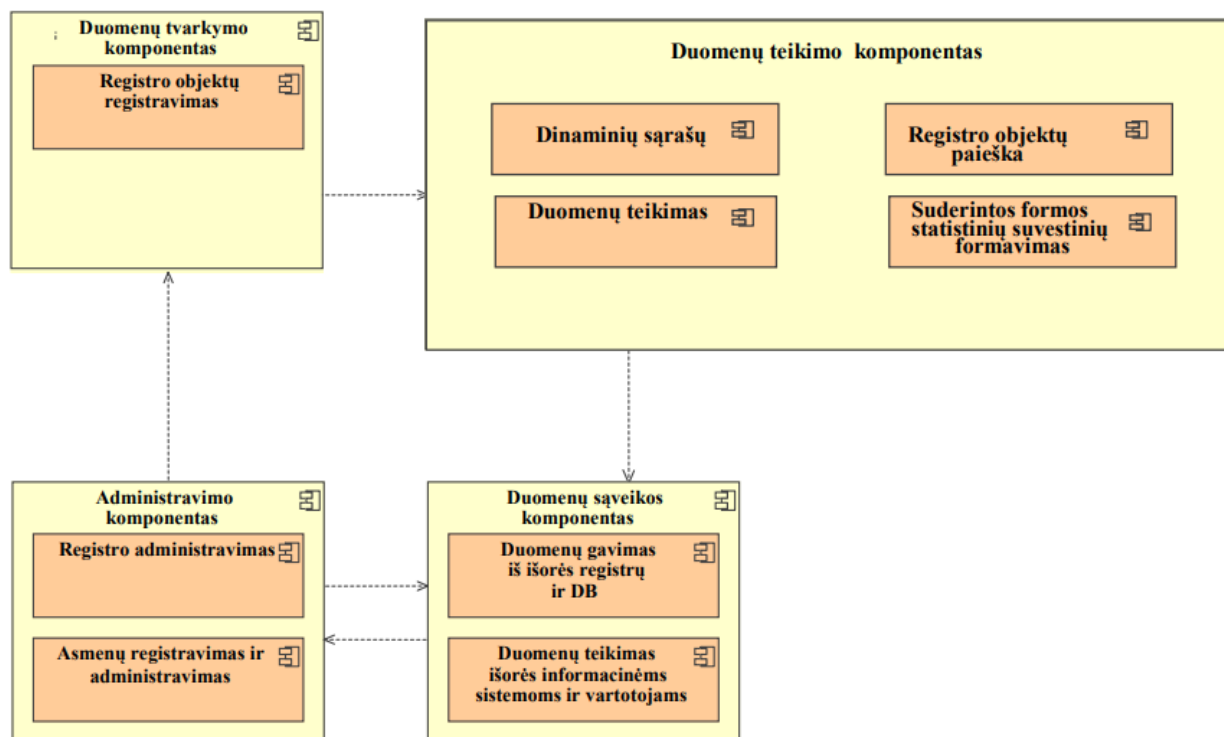 Duomenų tvarkymo
komponentas
Registro objektų
registravimas
Duomenų teikimo komponentas
Dinaminių sąrašų
Registro objektų
paieška
Duomenų teikimas
Suderintos formos
statistinių suvestinių
formavimas
Administravimo
komponentas
Registro administravimas
Asmenų registravimas ir
administravimas
Duomenų sąveikos
komponentas
Duomenų gavimas
iš išorės registrų
ir DB
Duomenų teikimas
išorės informacinėms
sistemoms ir vartotojams